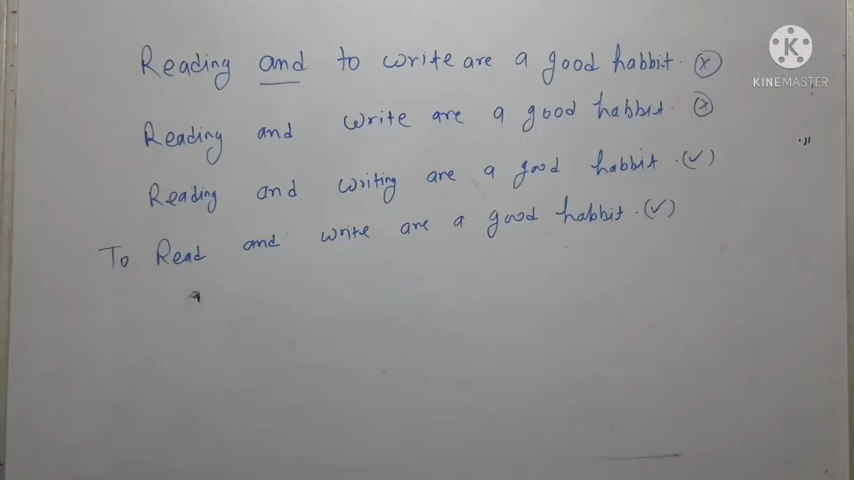 Reading and to write are a good habbit. (x)
Reading and write are a good habbit. (x)
Reading and writing are a good habbit. (✓)
To Read and write are a good habbit. (✓)
K
KINEMASTER